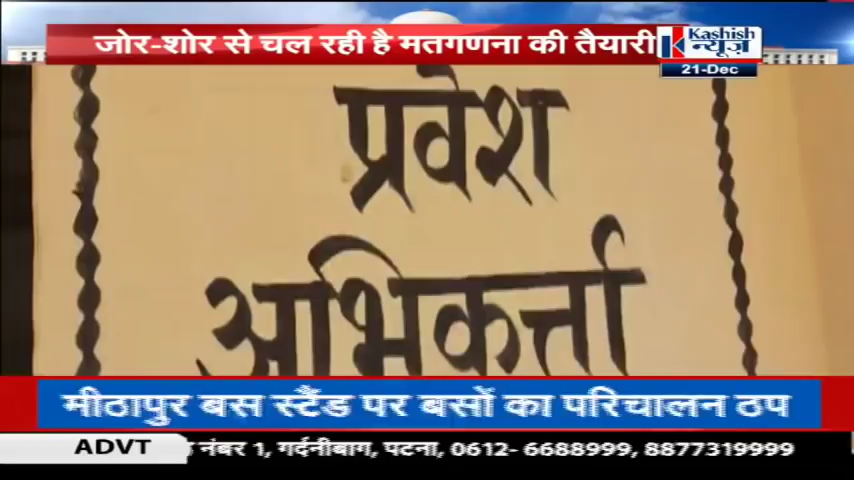 जोर-शोर से चल रही है मतगणना की तैयारी
Kashish
न्यूज़
21-Dec
प्रवेश
अभिकर्त्ता
मीठापुर बस स्टैंड पर बसों का परिचालन ठप
ADVT
नंबर 1, गर्दनीबाग, पटना, 0612- 6688999, 8877319999